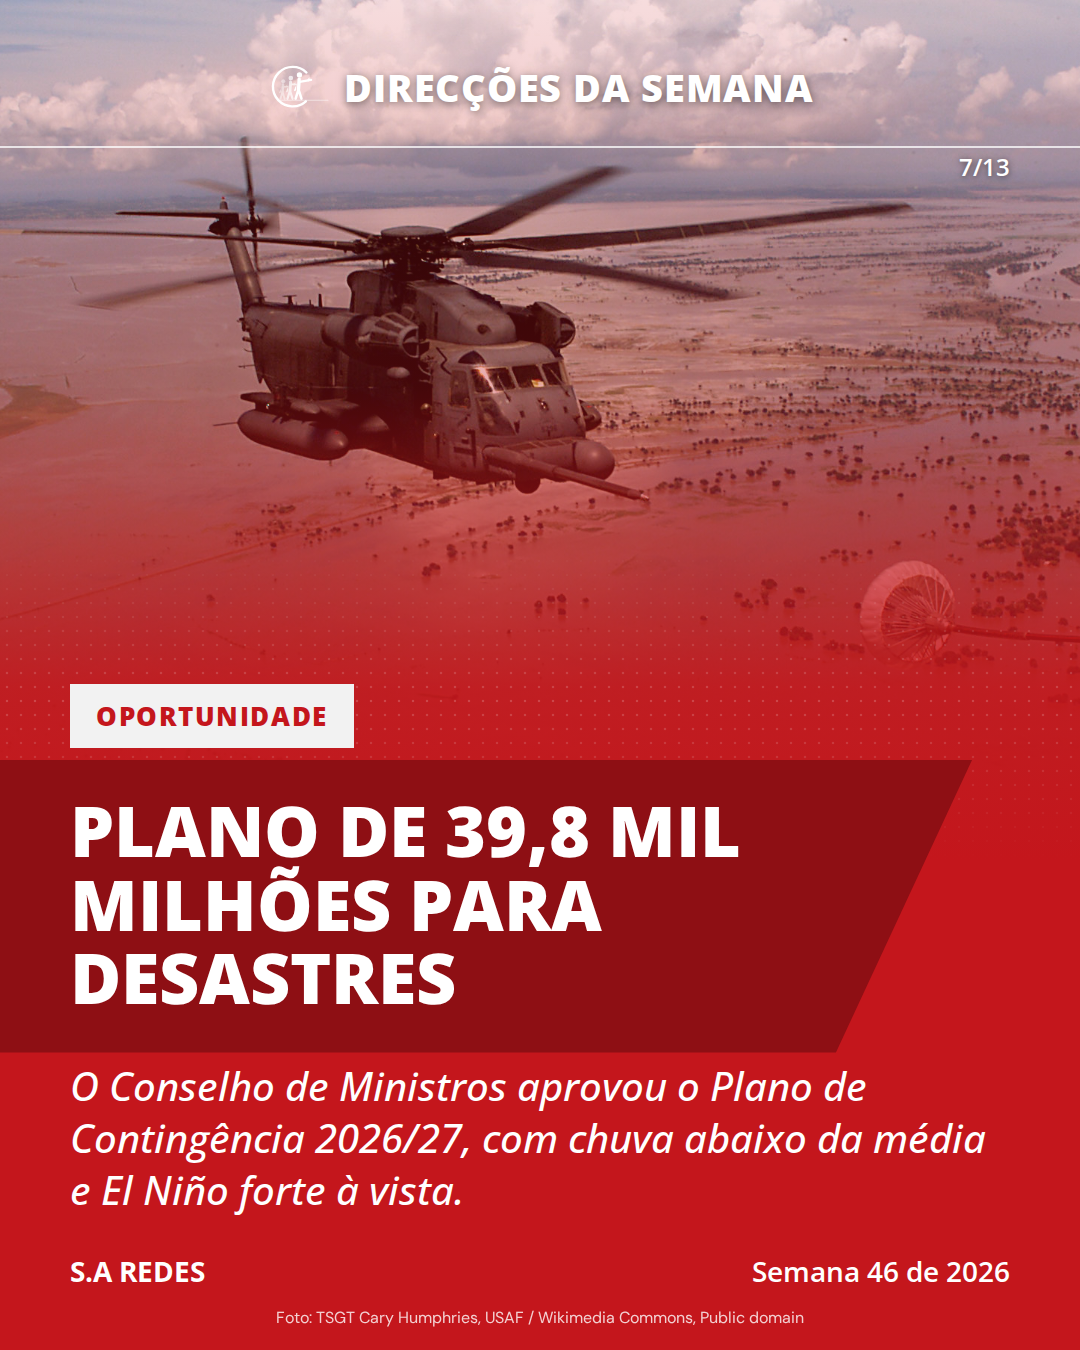 DIRECÇÕES DA SEMANA
7/13
OPORTUNIDADE
PLANO DE 39,8 MIL
MILHÕES PARA
DESASTRES
O Conselho de Ministros aprovou o Plano de
Contingência 2026/27, com chuva abaixo da média
e El Niño forte à vista.
S.A REDES
Semana 46 de 2026
Foto: TSGT Cary Humphries, USAF / Wikimedia Commons, Public domain